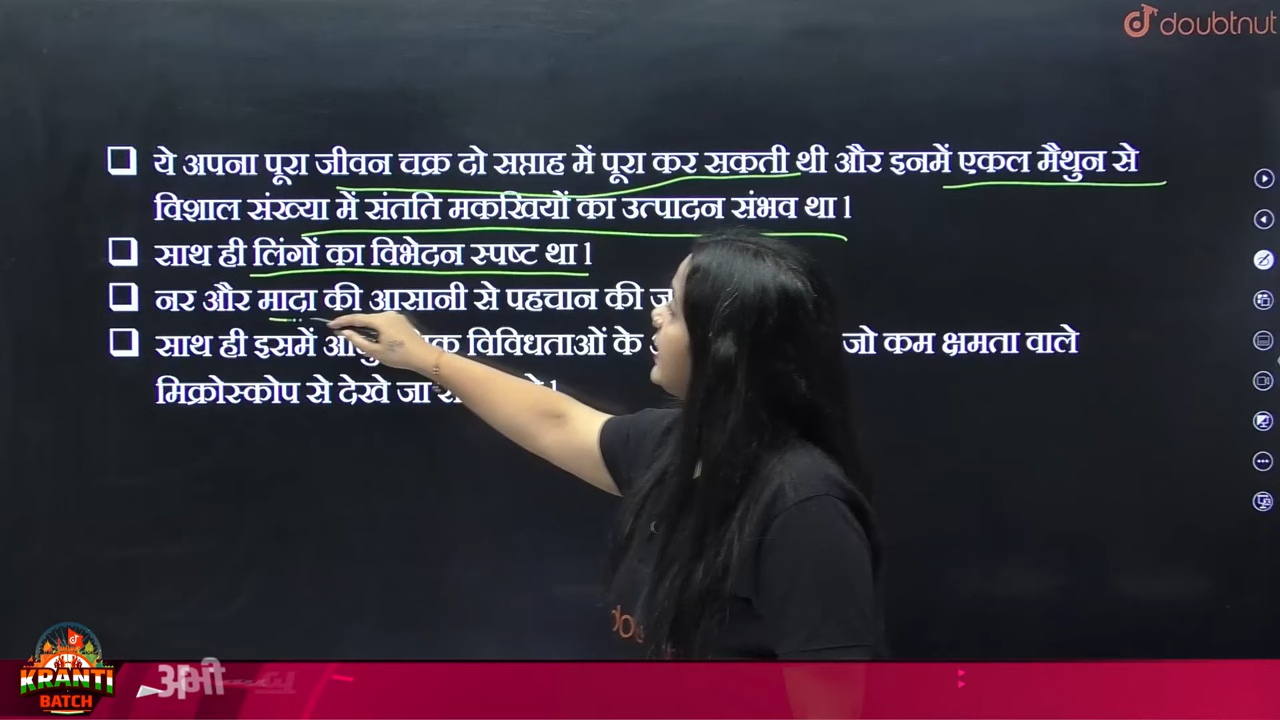 doubtnut
ये अपना पूरा जीवन चक्र दो सप्ताह में पूरा कर सकती थी और इनमें एकल मैथुन से
विशाल संख्या में संतति मकखियों का उत्पादन संभव था l
साथ ही लिंगों का विभेदन स्पष्ट था l
नर और मादा की आसानी से पहचान की
साथ ही इसमें विविधताओं के जो कम क्षमता वाले
मिक्रोस्कोप से देखे जा
KRANTI
BATCH
अभी